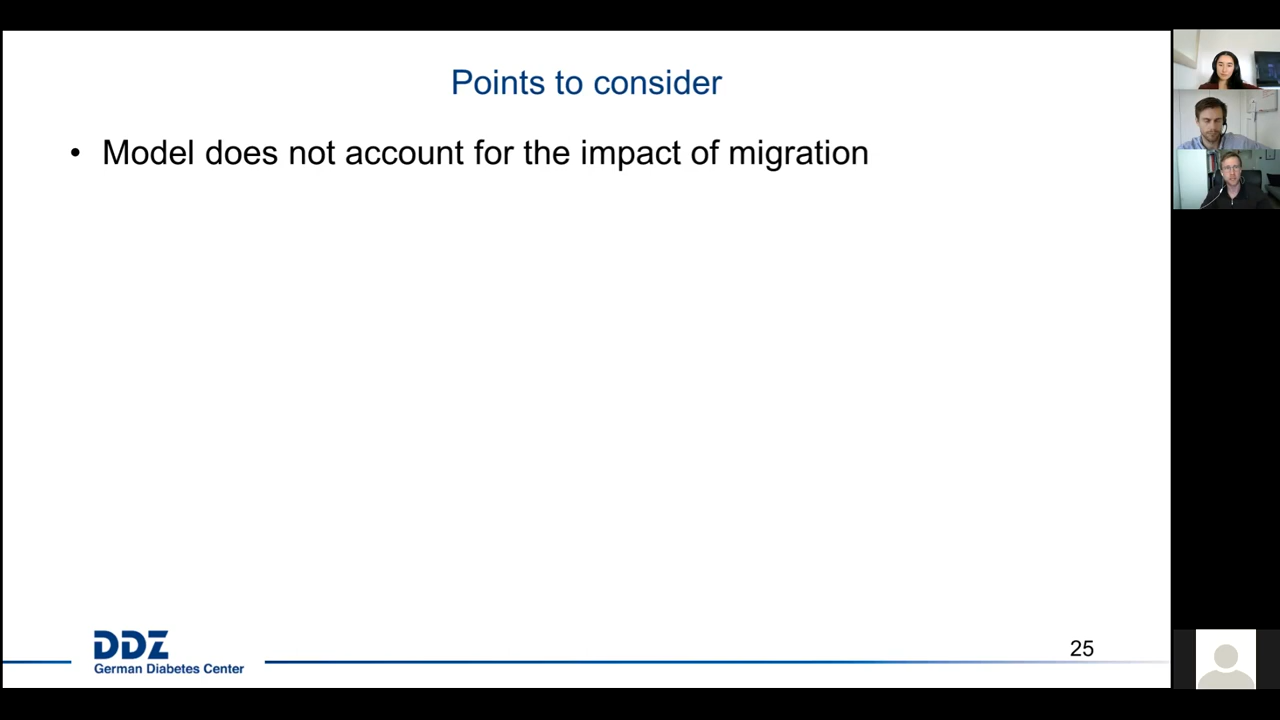 Points to consider
• Model does not account for the impact of migration
DDZ
German Diabetes Center
25